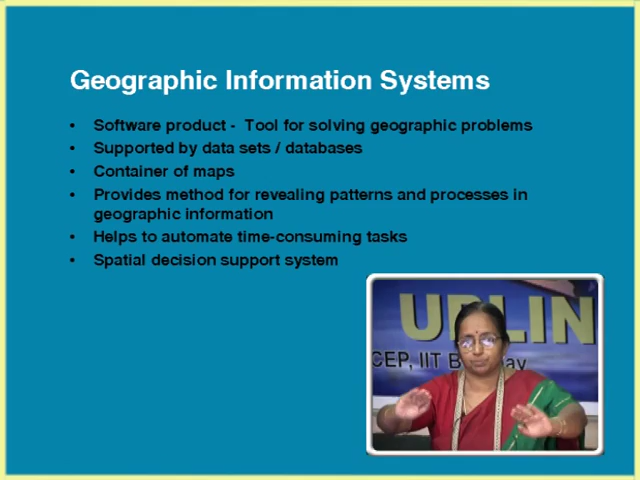 Geographic Information Systems
• Software product - Tool for solving geographic problems
• Supported by data sets / databases
• Container of maps
• Provides method for revealing patterns and processes in
geographic information
• Helps to automate time-consuming tasks
• Spatial decision support system
UPLIN
CEP, IIT B
ay